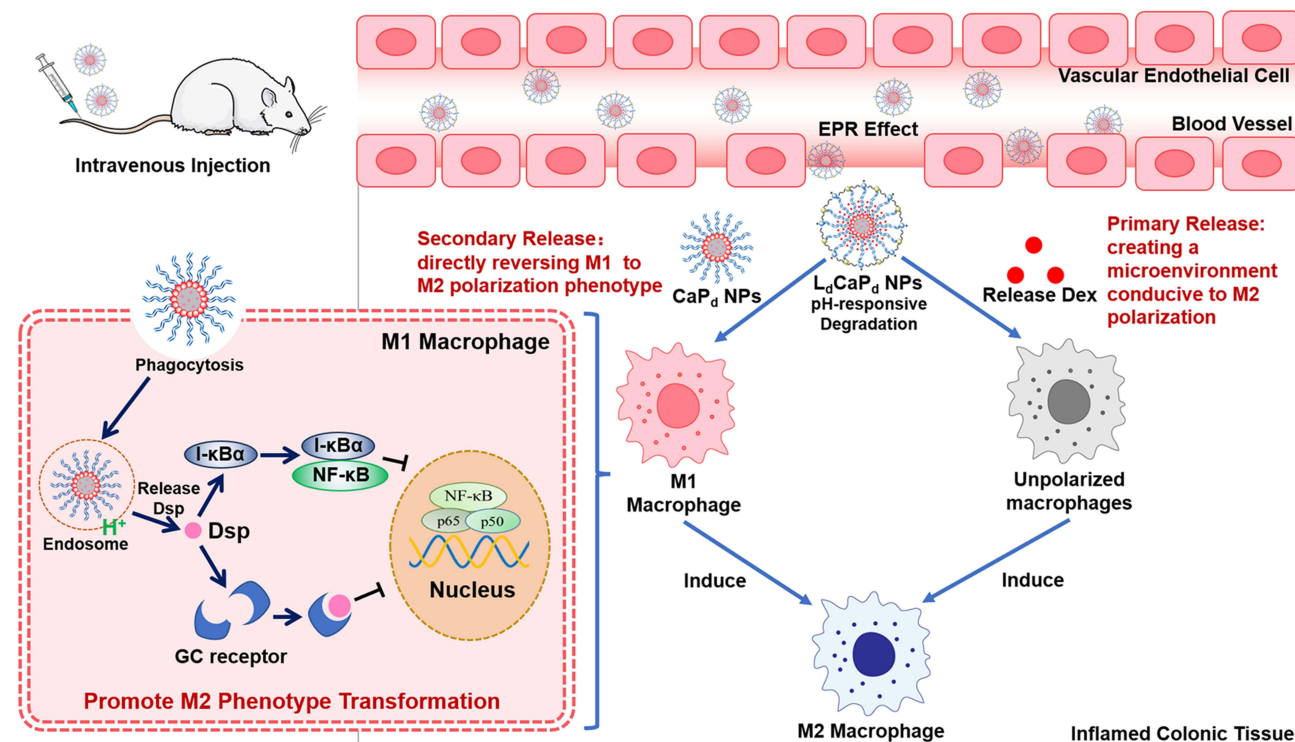 Intravenous Injection
Vascular Endothelial Cell
EPR Effect
Blood Vessel
Secondary Release:
directly reversing M1 to
M2 polarization phenotype
CaPd NPs
LdCaPd NPs
pH-responsive
Degradation
Release Dex
Primary Release:
creating a
microenvironment
conducive to M2
polarization
M1 Macrophage
Phagocytosis
I-κBα
I-κBα
NF-κB
Release
Dsp
H+
Endosome
Dsp
NF-κB
p65
p50
Nucleus
GC receptor
Promote M2 Phenotype Transformation
M1
Macrophage
Unpolarized
macrophages
Induce
Induce
M2 Macrophage
Inflamed Colonic Tissue